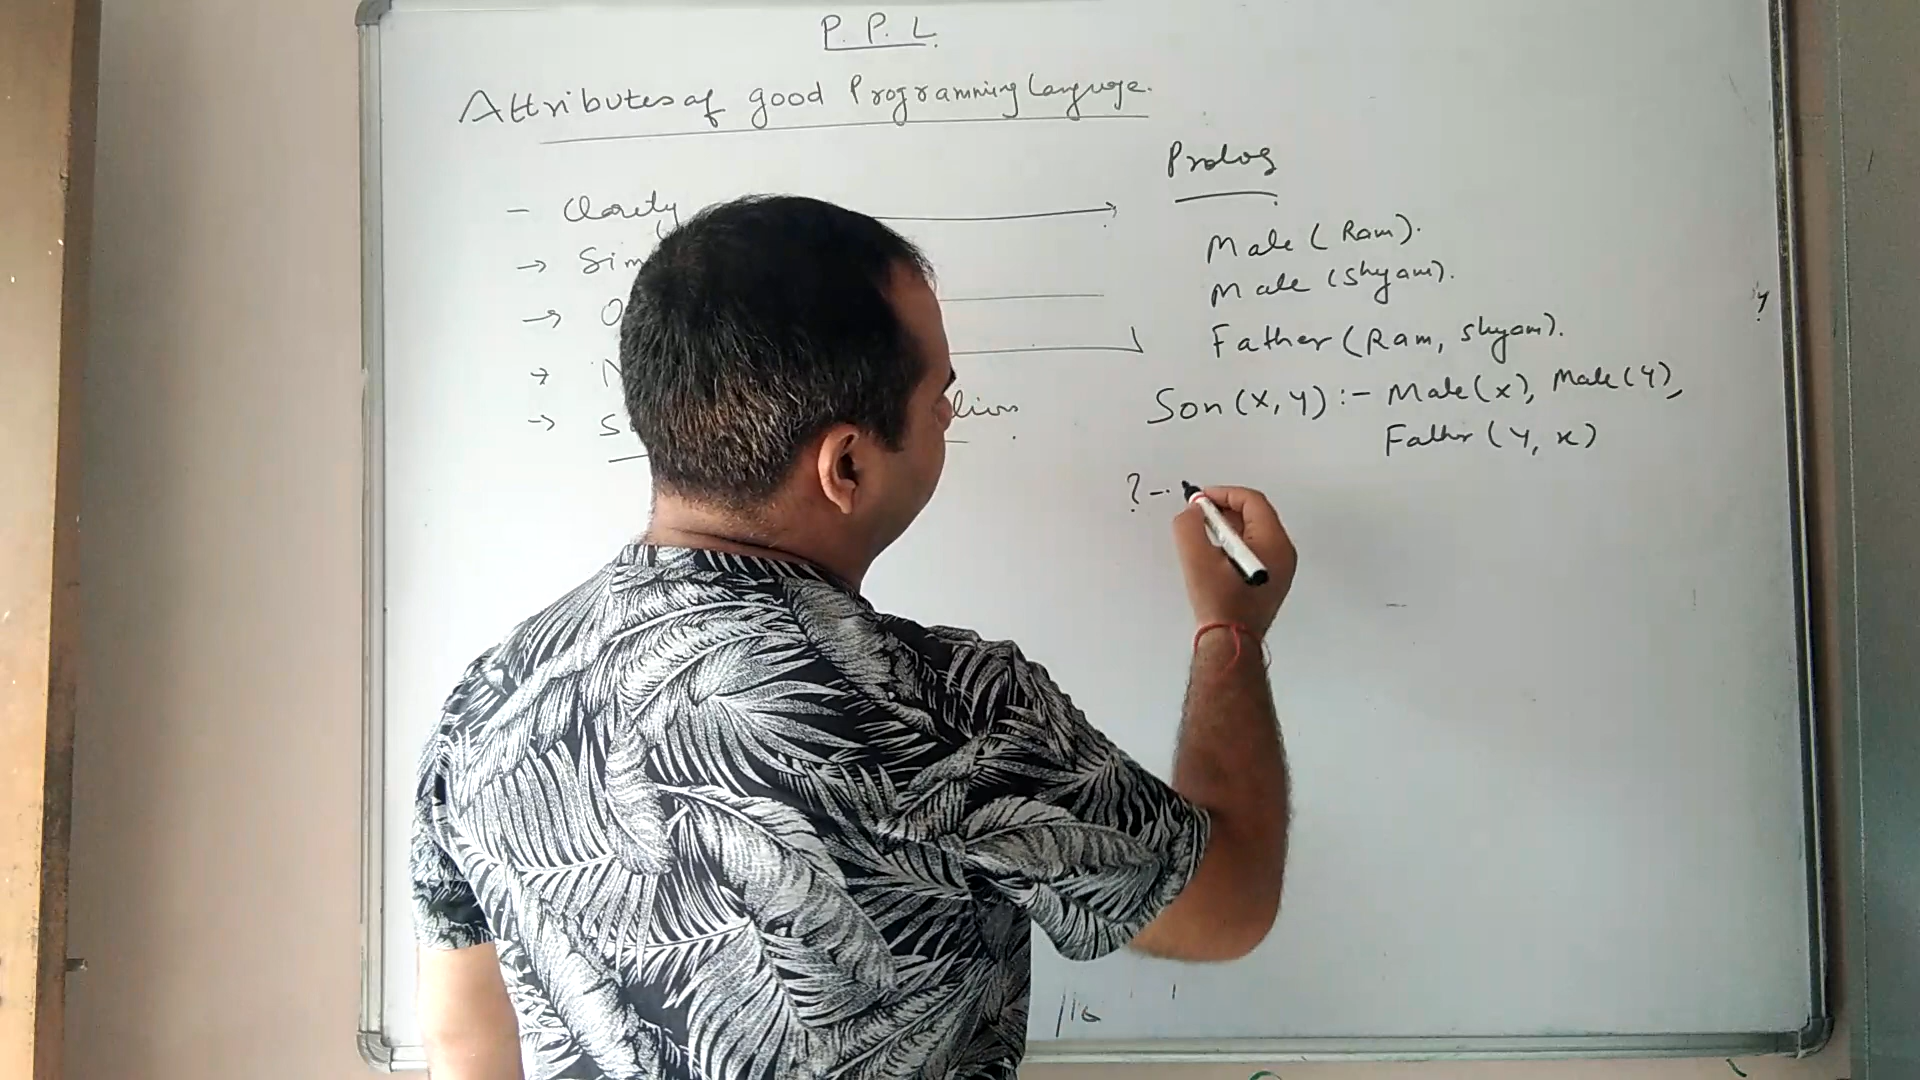 P. P. L.
Attributes of good Programming Language.
- Clarity
→ Sim
→ O
→ N
→ S
Prolog
Male (Ram).
Male (Shyam).
Father (Ram, Shyam).
Son (X, Y) :- Male (X), Male (Y),
Father (Y, X)
? -